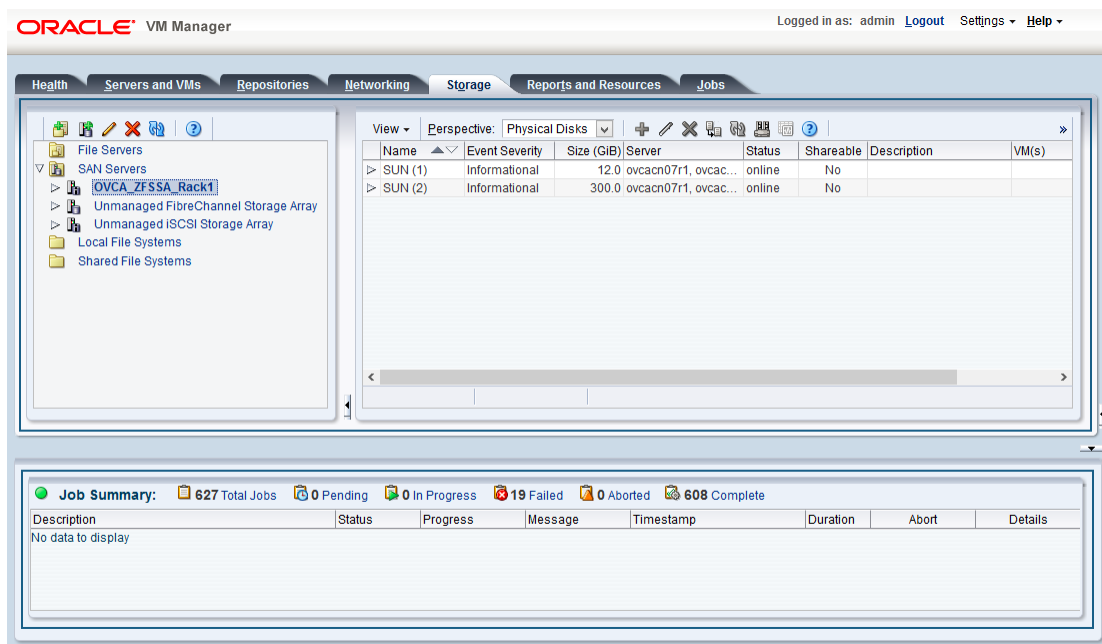 ORACLE VM Manager
Logged in as: admin Logout Settings Help
Health Servers and VMs Repositories Networking Storage Reports and Resources Jobs
File Servers
SAN Servers
OVCA_ZFSSA_Rack1
Unmanaged FibreChannel Storage Array
Unmanaged iSCSI Storage Array
Local File Systems
Shared File Systems
View Perspective: Physical Disks
Name Event Severity Size (GiB) Server Status Shareable Description VM(s)
SUN (1) Informational 12.0 ovcacn07r1, ovcac... online No
SUN (2) Informational 300.0 ovcacn07r1, ovcac... online No
Job Summary: 627 Total Jobs 0 Pending 0 In Progress 19 Failed 0 Aborted 608 Complete
Description Status Progress Message Timestamp Duration Abort Details
No data to display